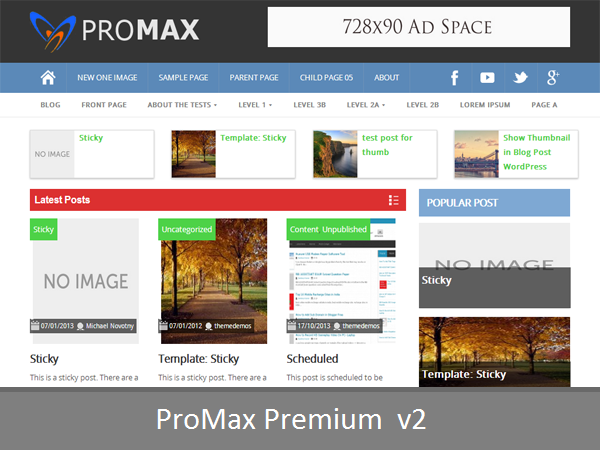 PROMAX
728x90 AD SPACE
NEW ONE IMAGE SAMPLE PAGE PARENT PAGE CHILD PAGE 05 ABOUT
BLOG FRONT PAGE ABOUT THE TESTS LEVEL 1 LEVEL 3B LEVEL 2A LEVEL 2B LOREM IPSUM PAGE A
NO IMAGE
Sticky
Template: Sticky
test post for
thumb
Show Thumbnail
in Blog Post
WordPress
Latest Posts
POPULAR POST
Sticky
NO IMAGE
07/01/2013 Michael Novotny
Sticky
This is a sticky post. There are a
Uncategorized
07/01/2012 themedemos
Template: Sticky
This is a sticky post. There are a
Content Unpublished
17/10/2013 themedemos
Scheduled
This post is scheduled to be
NO IMAGE
Sticky
Template: Sticky
ProMax Premium v2